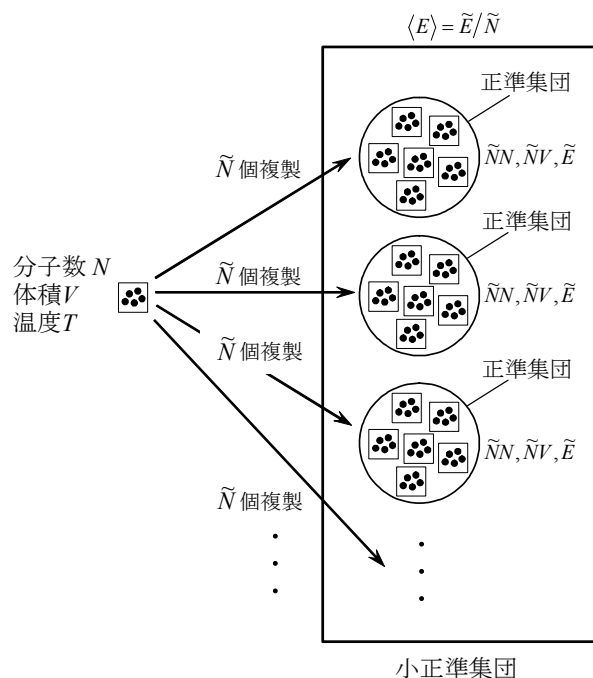 ⟨E⟩ = Ẽ/Ñ
正準集団
Ñ 個複製
ÑN, ÑV, Ẽ
正準集団
分子数 N
体積V
温度T
Ñ 個複製
ÑN, ÑV, Ẽ
Ñ 個複製
正準集団
ÑN, ÑV, Ẽ
Ñ 個複製
小正準集団